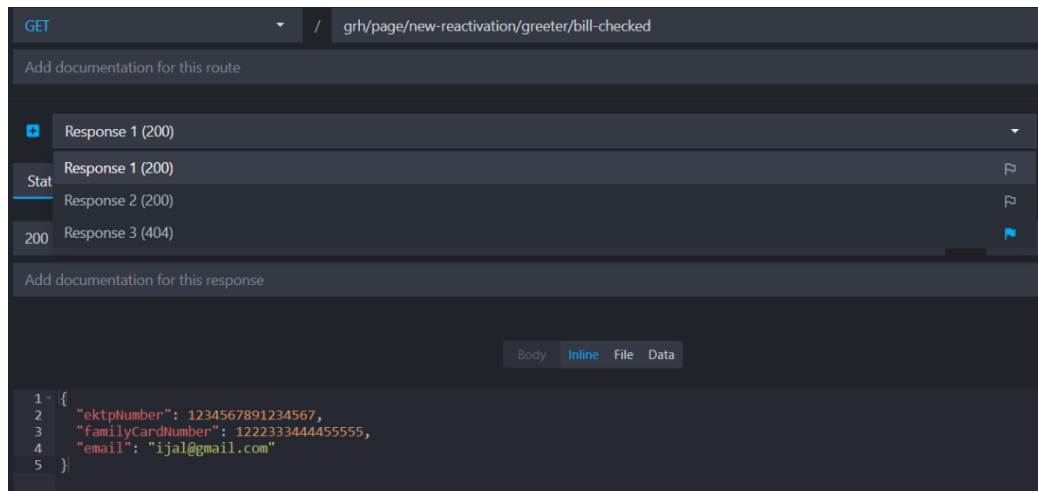 GET / grh/page/new-reactivation/greeter/bill-checked
Add documentation for this route
Response 1 (200)
Response 1 (200)
Stat
Response 2 (200)
200 Response 3 (404)
Add documentation for this response
Body Inline File Data
1 {
2 "ektpNumber": 1234567891234567,
3 "familyCardNumber": 1222333444455555,
4 "email": "ijal@gmail.com"
5 }